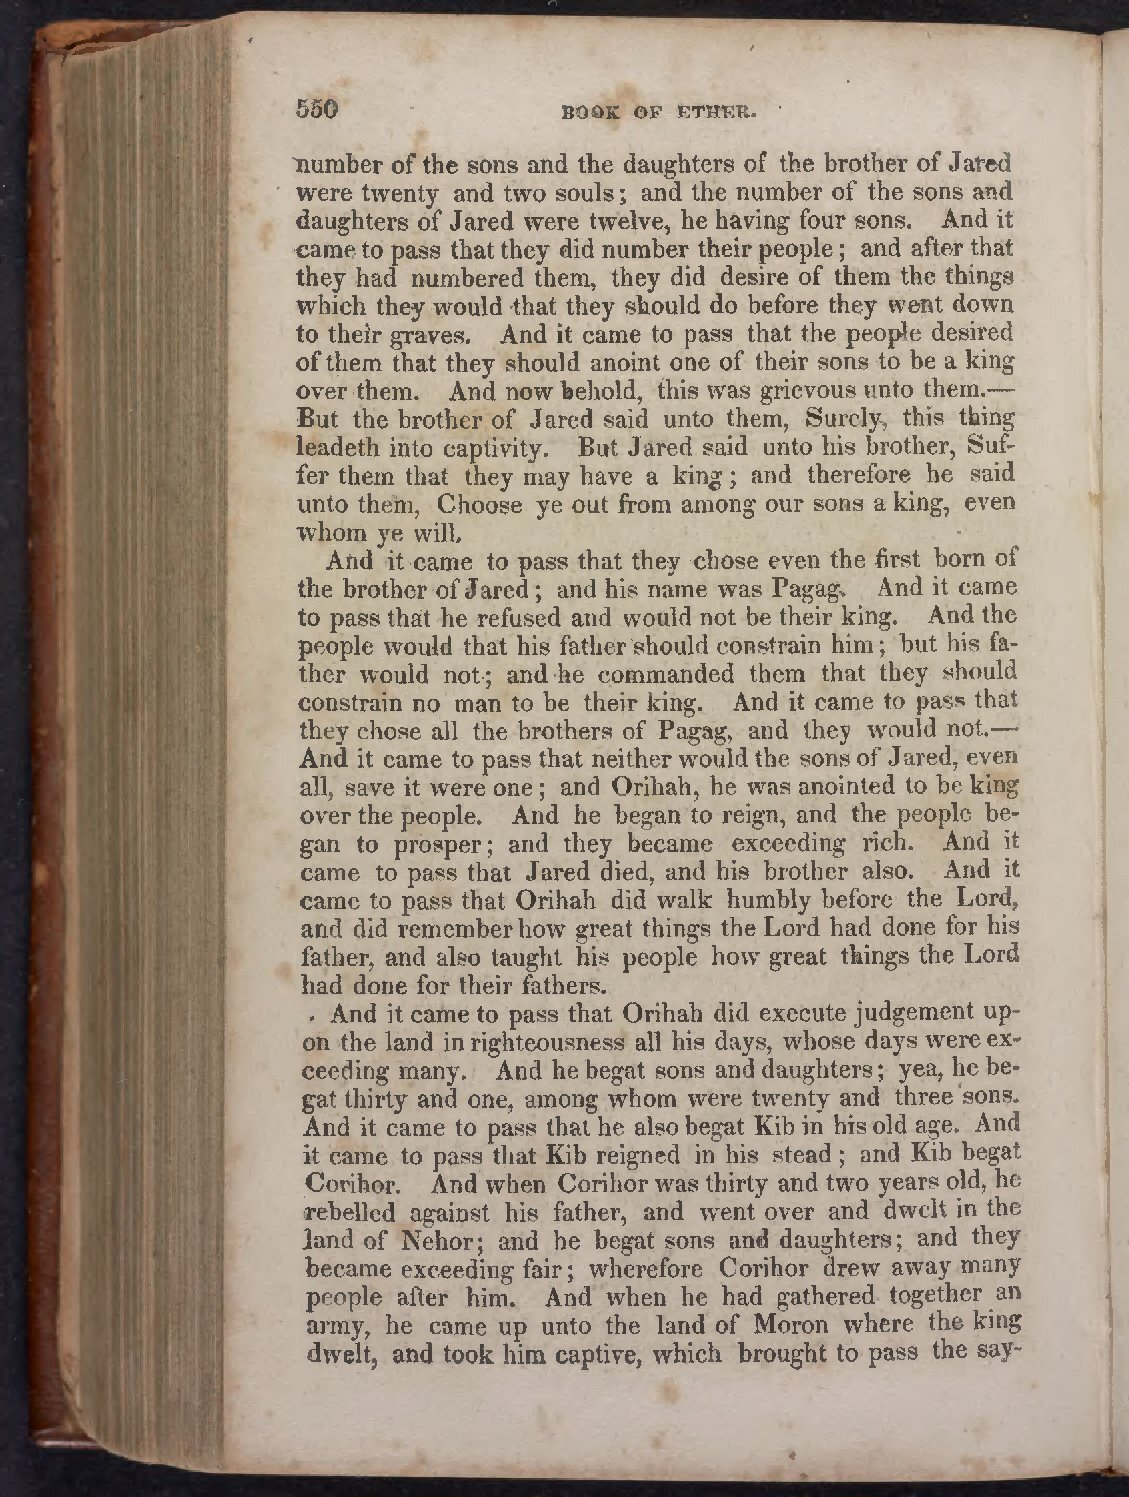 550
BOOK OF ETHER.
number of the sons and the daughters of the brother of Jared
were twenty and two souls; and the number of the sons and
daughters of Jared were twelve, he having four sons. And it
came to pass that they did number their people; and after that
they had numbered them, they did desire of them the things
which they would that they should do before they went down
to their graves. And it came to pass that the people desired
of them that they should anoint one of their sons to be a king
over them. And now behold, this was grievous unto them.—
But the brother of Jared said unto them, Surely, this thing
leadeth into captivity. But Jared said unto his brother, Suf-
fer them that they may have a king; and therefore he said
unto them, Choose ye out from among our sons a king, even
whom ye will.
And it came to pass that they chose even the first born of
the brother of Jared; and his name was Pagag. And it came
to pass that he refused and would not be their king. And the
people would that his father should constrain him; but his fa-
ther would not; and he commanded them that they should
constrain no man to be their king. And it came to pass that
they chose all the brothers of Pagag, and they would not.—
And it came to pass that neither would the sons of Jared, even
all, save it were one; and Orihah, he was anointed to be king
over the people. And he began to reign, and the people be-
gan to prosper; and they became exceeding rich. And it
came to pass that Jared died, and his brother also. And it
came to pass that Orihah did walk humbly before the Lord,
and did remember how great things the Lord had done for his
father, and also taught his people how great things the Lord
had done for their fathers.
And it came to pass that Orihah did execute judgement up-
on the land in righteousness all his days, whose days were ex-
ceeding many. And he begat sons and daughters; yea, he be-
gat thirty and one, among whom were twenty and three sons.
And it came to pass that he also begat Kib in his old age. And
it came to pass that Kib reigned in his stead; and Kib begat
Corihor. And when Corihor was thirty and two years old, he
rebelled against his father, and went over and dwelt in the
land of Nehor; and he begat sons and daughters; and they
became exceeding fair; wherefore Corihor drew away many
people after him. And when he had gathered together an
army, he came up unto the land of Moron where the king
dwelt, and took him captive, which brought to pass the say-